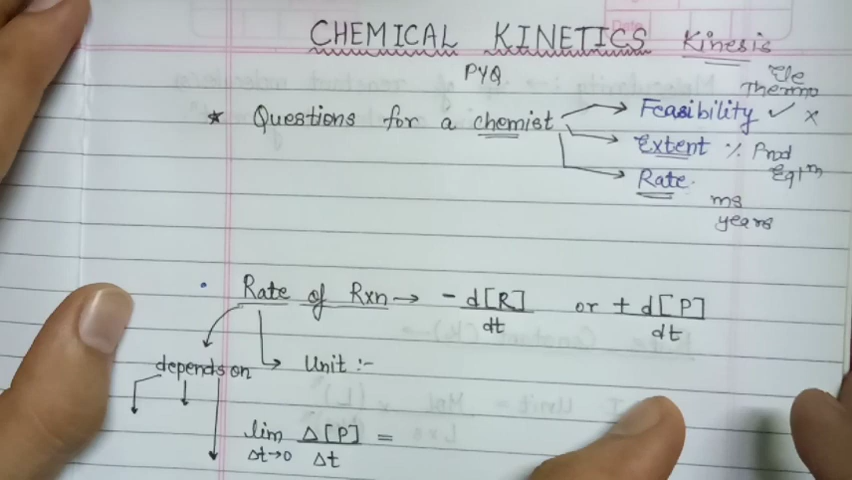 CHEMICAL KINETICS Kinesis
PYQ
* Questions for a chemist → Feasibility ✓ ×
Thermo
→ Extent % Prod
Eqlᵐ
→ Rate.
ms
years
Rate of Rxn → - d[R]/dt or + d[P]/dt
depends on → Unit :-
lim Δt→0 Δ[P]/Δt =